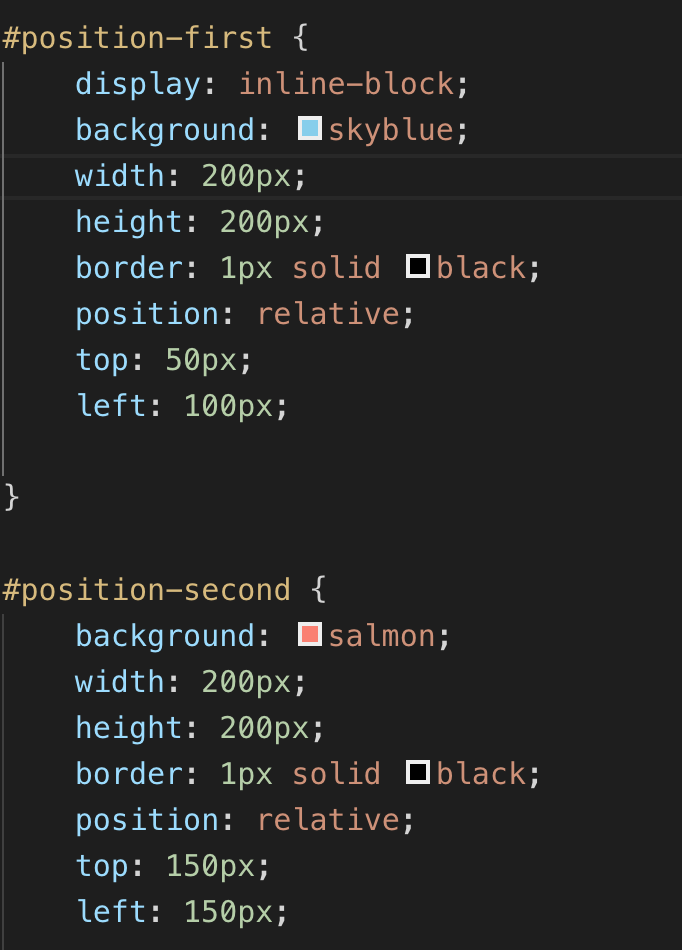 #position-first {
    display: inline-block;
    background: skyblue;
    width: 200px;
    height: 200px;
    border: 1px solid black;
    position: relative;
    top: 50px;
    left: 100px;
}
#position-second {
    background: salmon;
    width: 200px;
    height: 200px;
    border: 1px solid black;
    position: relative;
    top: 150px;
    left: 150px;